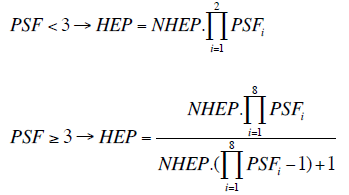 PSF < 3 → HEP = NHEP.∏_{i=1}^{2} PSF_i
PSF ≥ 3 → HEP = \frac{NHEP.∏_{i=1}^{8} PSF_i}{NHEP.(∏_{i=1}^{8} PSF_i − 1) + 1}